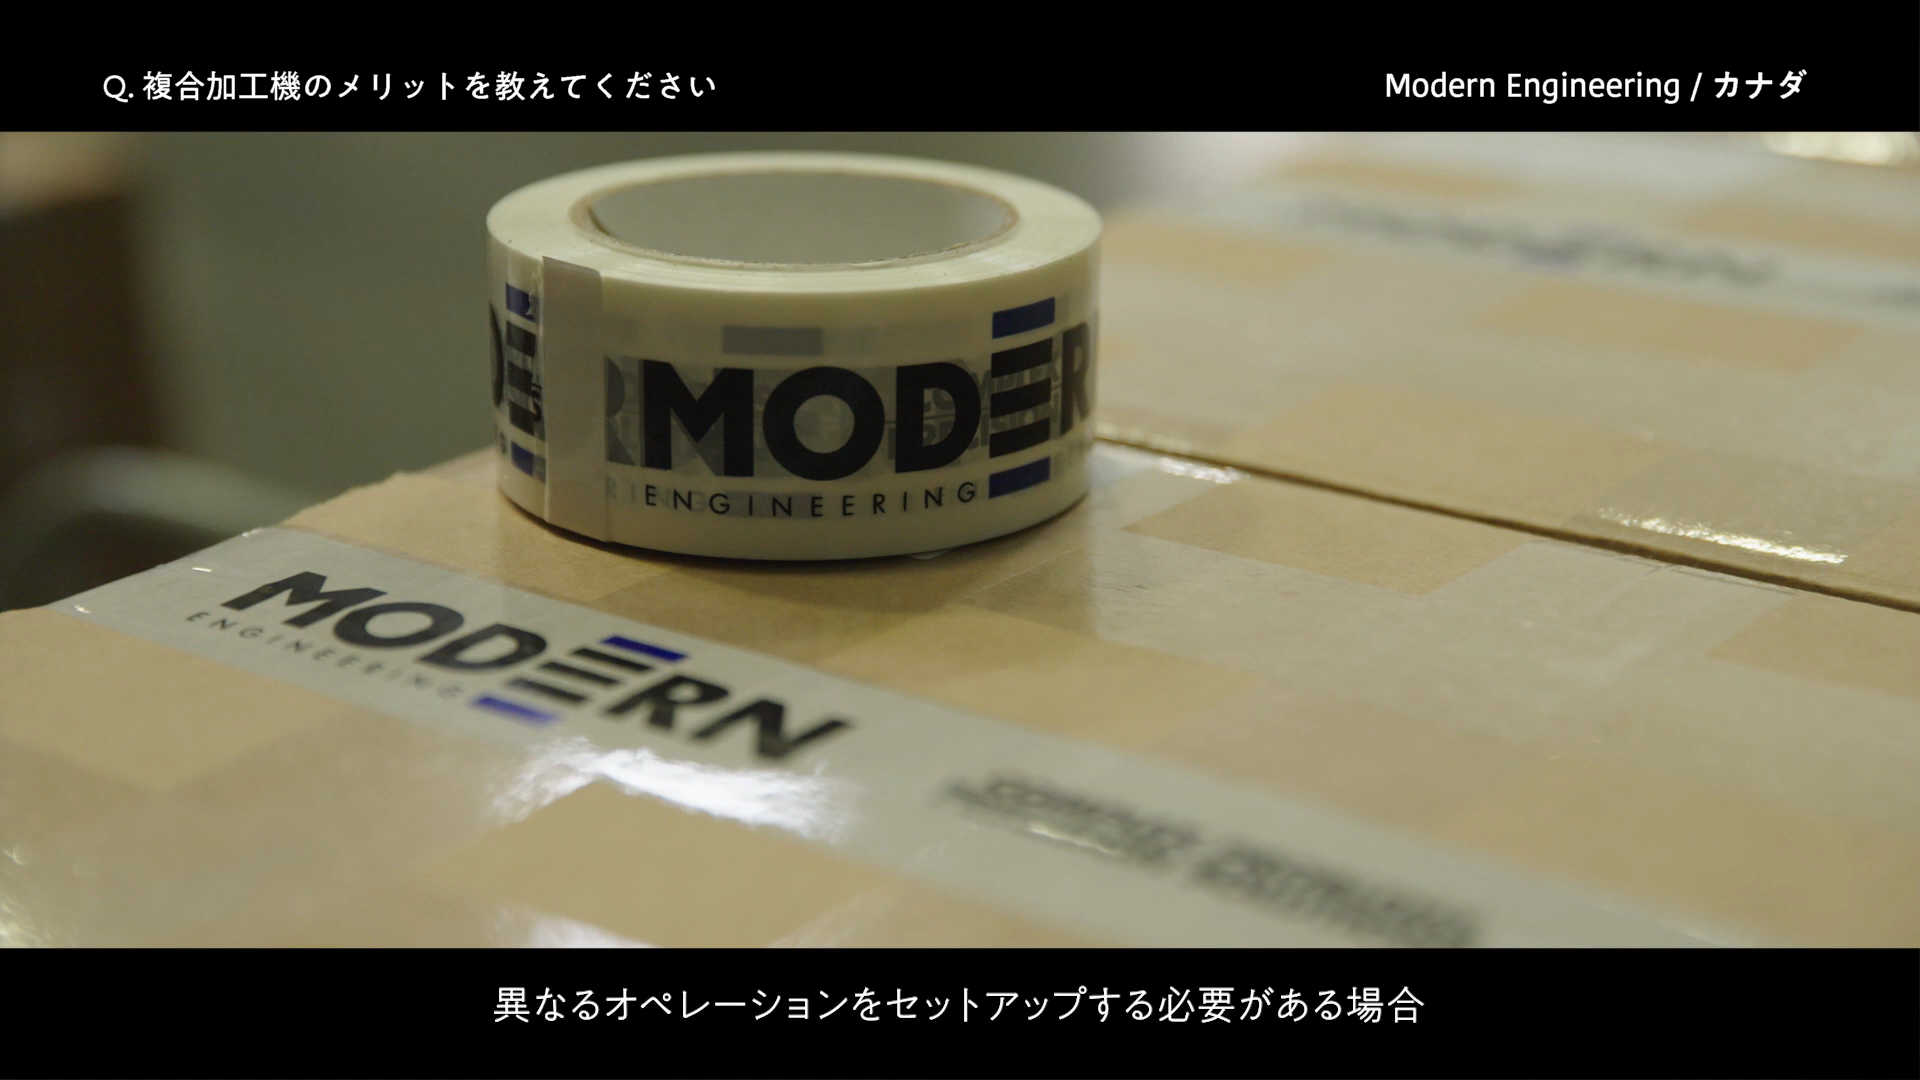 Q. 複合加工機のメリットを教えてください
Modern Engineering / カナダ
MODER
ENGINEERING
MODERN
ENGINEERING
異なるオペレーションをセットアップする必要がある場合